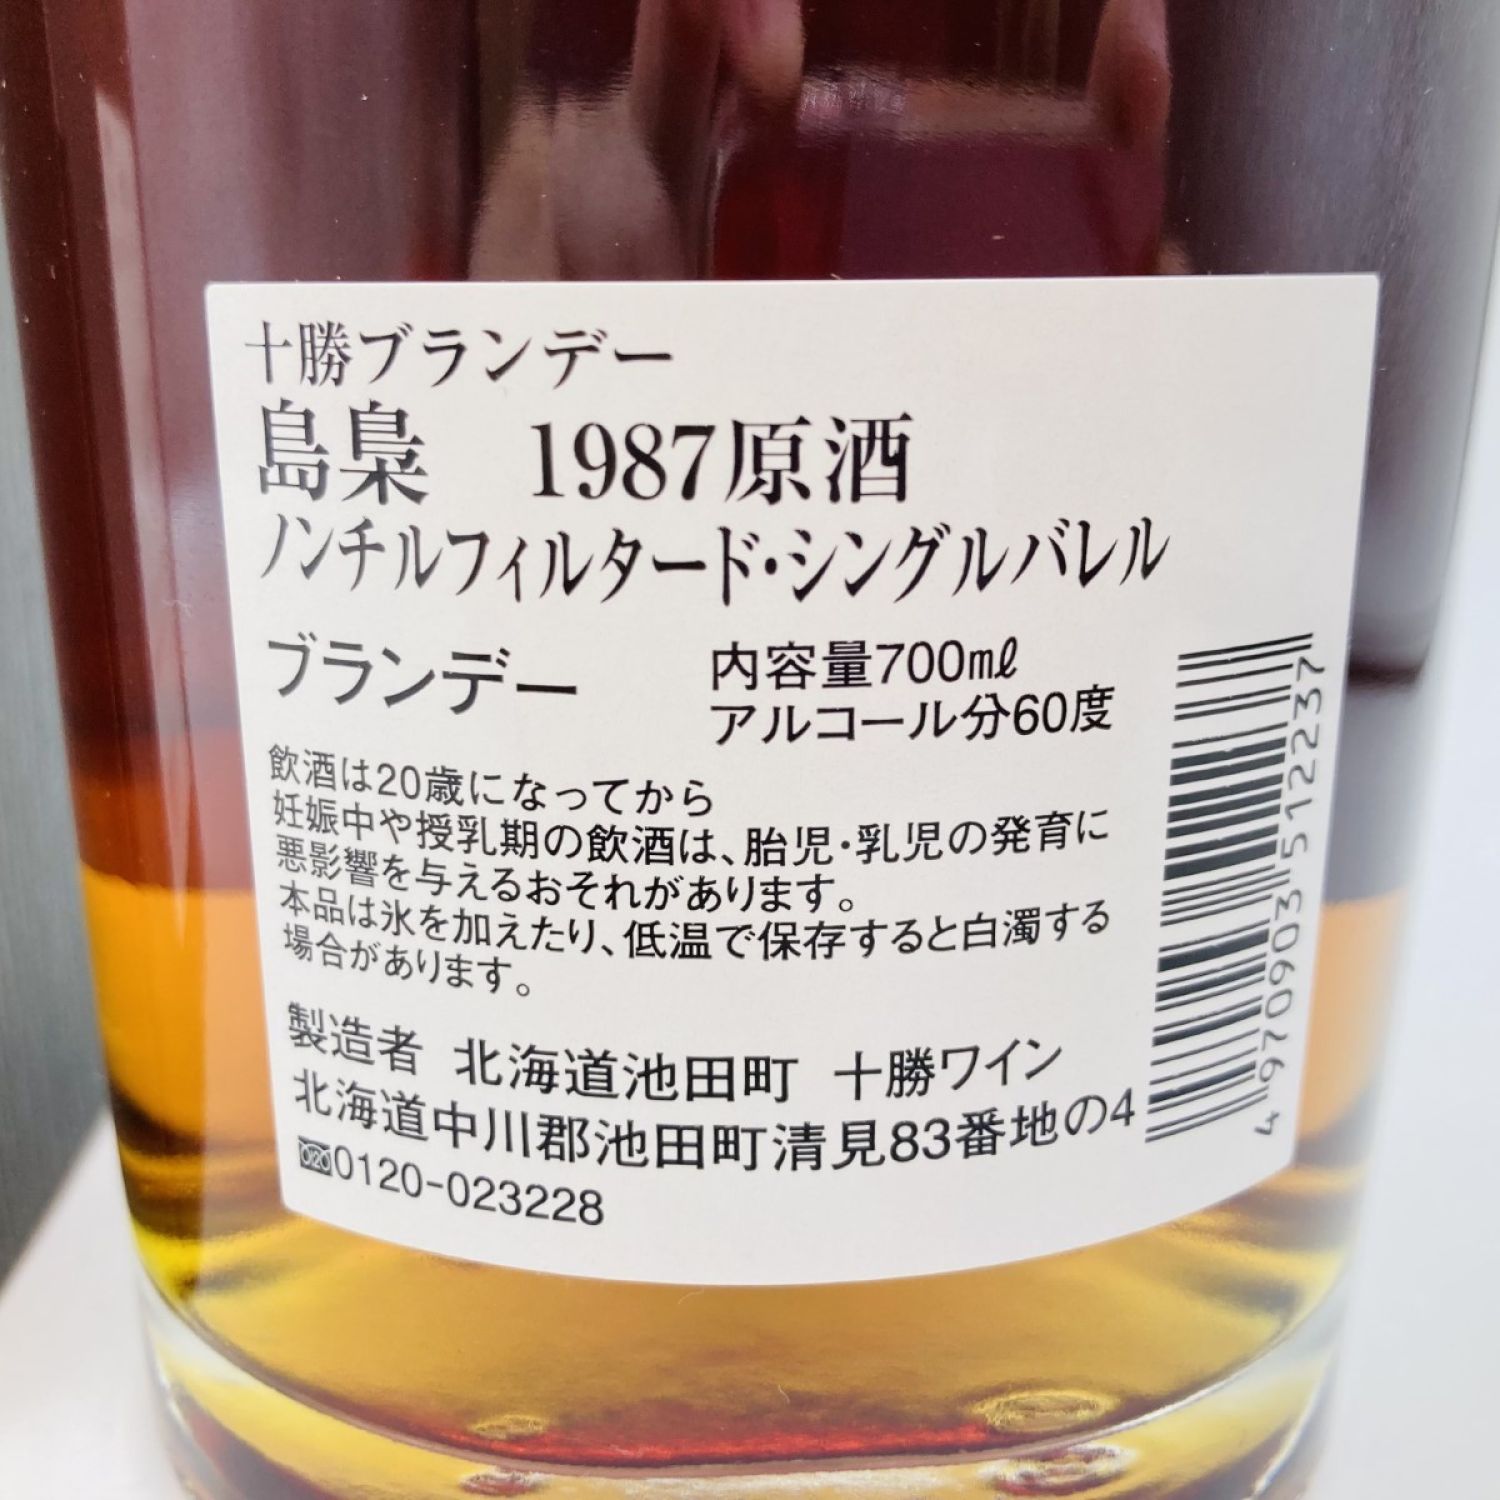 十勝ブランデー
島梟　1987原酒
ノンチルフィルタード・シングルバレル
ブランデー　内容量700㎖
アルコール分60度
飲酒は20歳になってから
妊娠中や授乳期の飲酒は、胎児・乳児の発育に
悪影響を与えるおそれがあります。
本品は氷を加えたり、低温で保存すると白濁する
場合があります。
製造者　北海道池田町　十勝ワイン
北海道中川郡池田町清見83番地の4
0120-023228
4970903512237